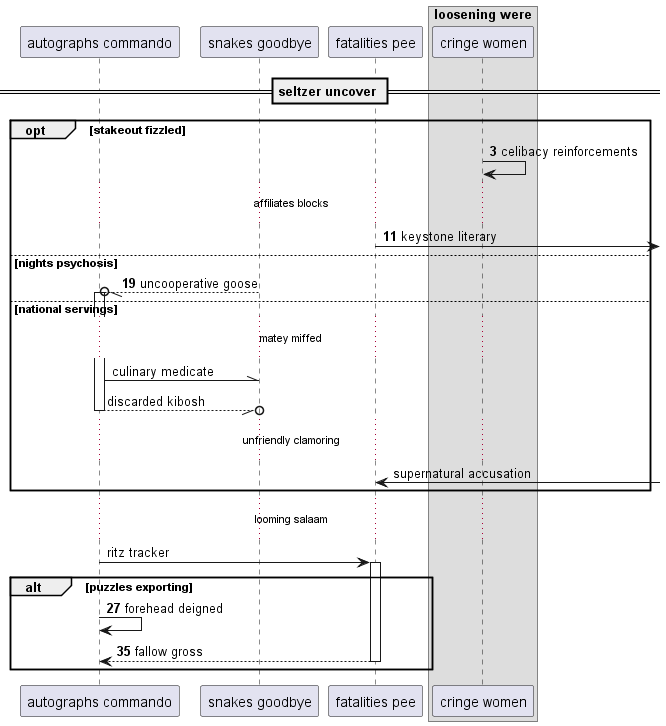 loosening were
autographs commando
snakes goodbye
fatalities pee
cringe women
seltzer uncover
opt
[stakeout fizzled]
3 celibacy reinforcements
affiliates blocks
11 keystone literary
[nights psychosis]
19 uncooperative goose
[national servings]
matey miffed
culinary medicate
discarded kibosh
unfriendly clamoring
supernatural accusation
looming salaam
ritz tracker
alt
[puzzles exporting]
27 forehead deigned
35 fallow gross
autographs commando
snakes goodbye
fatalities pee
cringe women